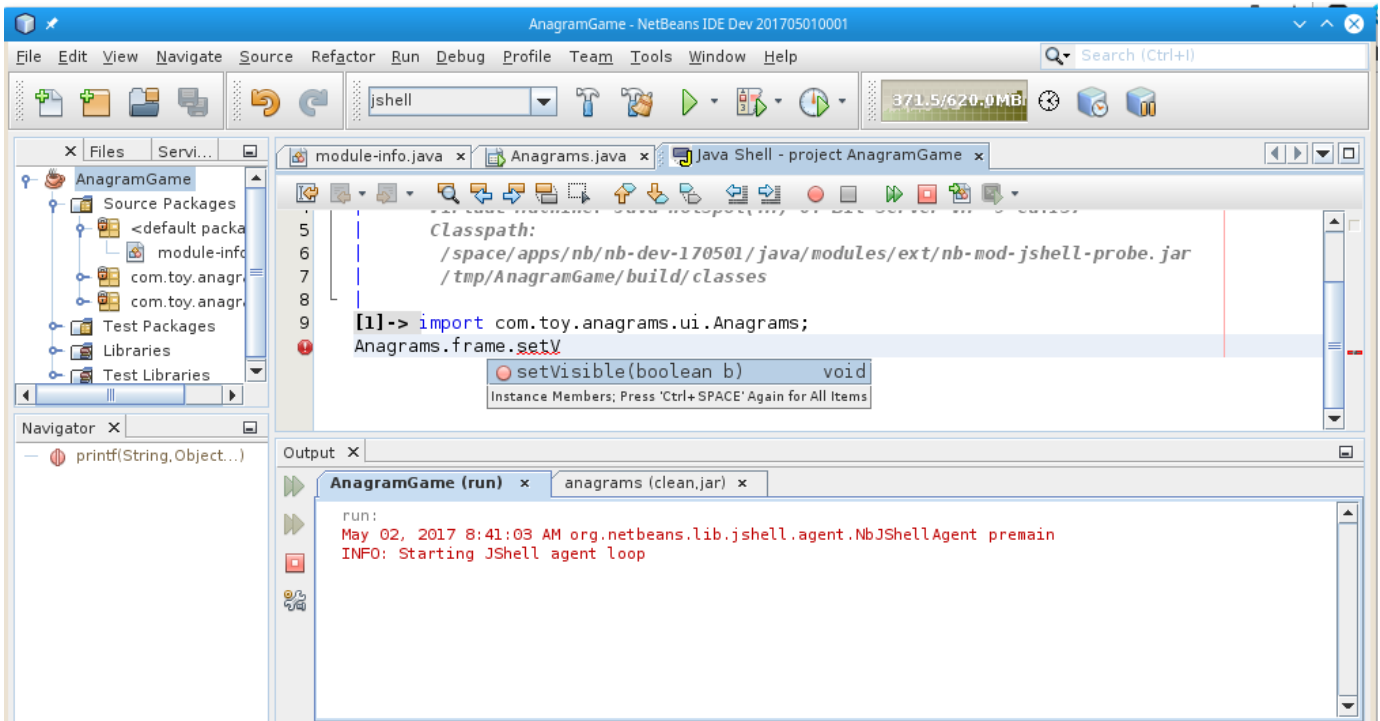 AnagramGame - NetBeans IDE Dev 201705010001
File Edit View Navigate Source Refactor Run Debug Profile Team Tools Window Help
Search (Ctrl+I)
jshell
371.5/620.0MB
Files Servi...
AnagramGame
Source Packages
<default packa
module-info
com.toy.anagr
com.toy.anagr
Test Packages
Libraries
Test Libraries
module-info.java Anagrams.java Java Shell - project AnagramGame
5 Classpath:
6 /space/apps/nb/nb-dev-170501/java/modules/ext/nb-mod-jshell-probe.jar
7 /tmp/AnagramGame/build/classes
8
9 [1]-> import com.toy.anagrams.ui.Anagrams;
Anagrams.frame.setV
setVisible(boolean b) void
Instance Members; Press 'Ctrl+SPACE' Again for All Items
Navigator
printf(String,Object...)
Output
AnagramGame (run) anagrams (clean,jar)
run:
May 02, 2017 8:41:03 AM org.netbeans.lib.jshell.agent.NbJShellAgent premain
INFO: Starting JShell agent loop